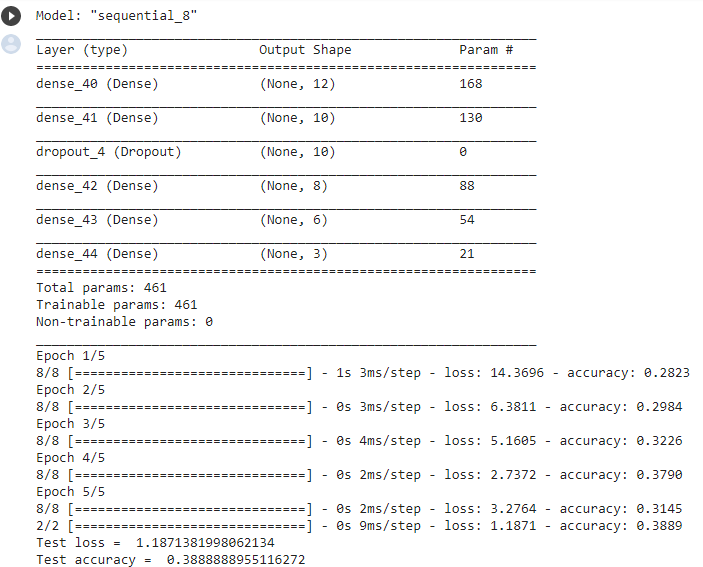 Model: "sequential_8"
_________________________________________________________________
Layer (type)                 Output Shape              Param #
=================================================================
dense_40 (Dense)             (None, 12)                168
_________________________________________________________________
dense_41 (Dense)             (None, 10)                130
_________________________________________________________________
dropout_4 (Dropout)          (None, 10)                0
_________________________________________________________________
dense_42 (Dense)             (None, 8)                 88
_________________________________________________________________
dense_43 (Dense)             (None, 6)                 54
_________________________________________________________________
dense_44 (Dense)             (None, 3)                 21
=================================================================
Total params: 461
Trainable params: 461
Non-trainable params: 0
_________________________________________________________________
Epoch 1/5
8/8 [==============================] - 1s 3ms/step - loss: 14.3696 - accuracy: 0.2823
Epoch 2/5
8/8 [==============================] - 0s 3ms/step - loss: 6.3811 - accuracy: 0.2984
Epoch 3/5
8/8 [==============================] - 0s 4ms/step - loss: 5.1605 - accuracy: 0.3226
Epoch 4/5
8/8 [==============================] - 0s 2ms/step - loss: 2.7372 - accuracy: 0.3790
Epoch 5/5
8/8 [==============================] - 0s 2ms/step - loss: 3.2764 - accuracy: 0.3145
2/2 [==============================] - 0s 9ms/step - loss: 1.1871 - accuracy: 0.3889
Test loss =  1.1871381998062134
Test accuracy =  0.3888888955116272